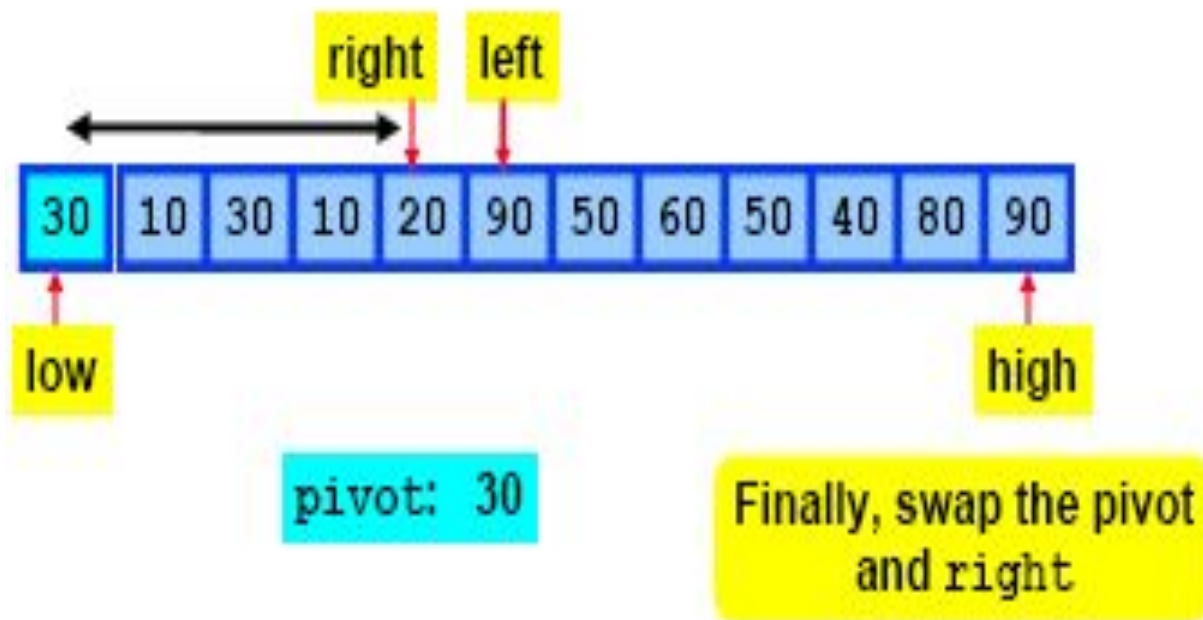 right left
30 10 30 10 20 90 50 60 50 40 80 90
low high
pivot: 30
Finally, swap the pivot
and right